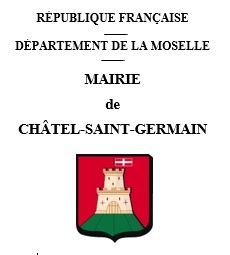 RÉPUBLIQUE FRANÇAISE
DÉPARTEMENT DE LA MOSELLE
MAIRIE
de
CHÂTEL-SAINT-GERMAIN